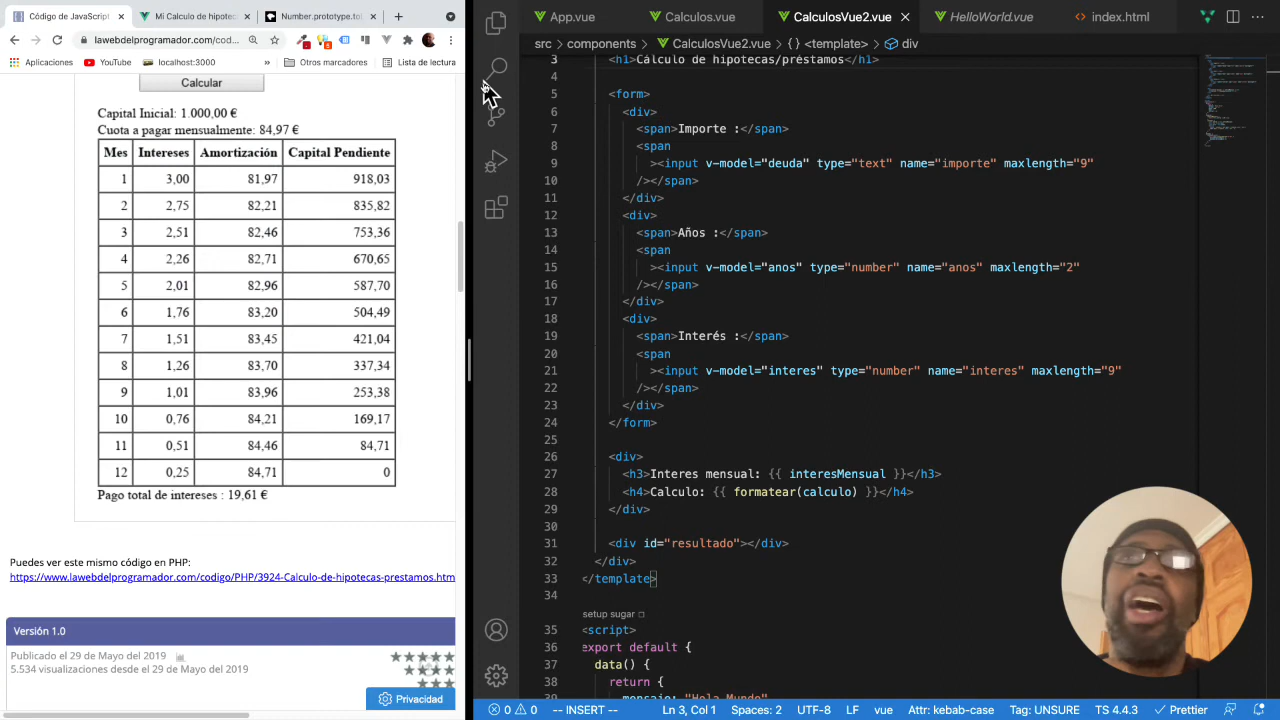 Código de JavaScript
Mi Calculo de hipotec
Number.prototype.to
lawebdelprogramador.com/cod...
Aplicaciones
YouTube
localhost:3000
»
Otros marcadores
Lista de lectura
Calcular
Capital Inicial: 1.000,00 €
Cuota a pagar mensualmente: 84,97 €
Mes Intereses Amortización Capital Pendiente
1 3,00 81,97 918,03
2 2,75 82,21 835,82
3 2,51 82,46 753,36
4 2,26 82,71 670,65
5 2,01 82,96 587,70
6 1,76 83,20 504,49
7 1,51 83,45 421,04
8 1,26 83,70 337,34
9 1,01 83,96 253,38
10 0,76 84,21 169,17
11 0,51 84,46 84,71
12 0,25 84,71 0
Pago total de intereses : 19,61 €
Puedes ver este mismo código en PHP:
https://www.lawebdelprogramador.com/codigo/PHP/3924-Calculo-de-hipotecas-prestamos.htm
Versión 1.0
Publicado el 29 de Mayo del 2019
5.534 visualizaciones desde el 29 de Mayo del 2019
Privacidad
App.vue
Calculos.vue
CalculosVue2.vue
HelloWorld.vue
index.html
src > components > CalculosVue2.vue > {} <template> > div
3 <h1>Cálculo de hipotecas/préstamos</h1>
4
5 <form>
6 <div>
7 <span>Importe :</span>
8 <span
9 ><input v-model="deuda" type="text" name="importe" maxlength="9"
10 /></span>
11 </div>
12 <div>
13 <span>Años :</span>
14 <span
15 ><input v-model="anos" type="number" name="anos" maxlength="2"
16 /></span>
17 </div>
18 <div>
19 <span>Interés :</span>
20 <span
21 ><input v-model="interes" type="number" name="interes" maxlength="9"
22 /></span>
23 </div>
24 </form>
25
26 <div>
27 <h3>Interes mensual: {{ interesMensual }}</h3>
28 <h4>Calculo: {{ formatear(calculo) }}</h4>
29 </div>
30
31 <div id="resultado"></div>
32 </div>
33 </template>
34
setup sugar
35 <script>
36 export default {
37 data() {
38 return {
39 mensaje: "Hola Mundo"
0 0
-- INSERT --
Ln 3, Col 1
Spaces: 2
UTF-8
LF
vue
Attr: kebab-case
Tag: UNSURE
TS 4.4.3
Prettier